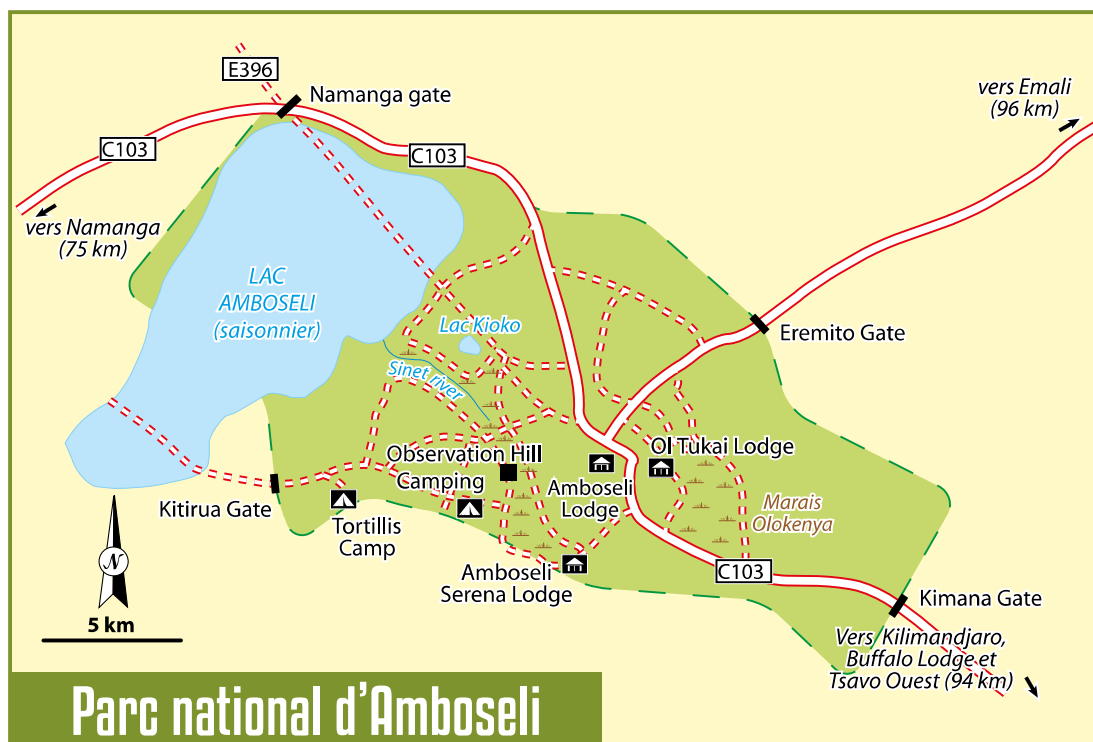 E396
Namanga gate
vers Emali
(96 km)
C103
C103
vers Namanga
(75 km)
LAC
AMBOSELI
(saisonnier)
Lac Kioko
Eremito Gate
Sinet river
Observation Hill
Ol Tukai Lodge
Camping
Amboseli
Lodge
Marais
Olokenya
Kitirua Gate
Tortillis
Camp
N
Amboseli
Serena Lodge
C103
Kimana Gate
5 km
Vers Kilimandjaro,
Buffalo Lodge et
Tsavo Ouest (94 km)
Parc national d'Amboseli